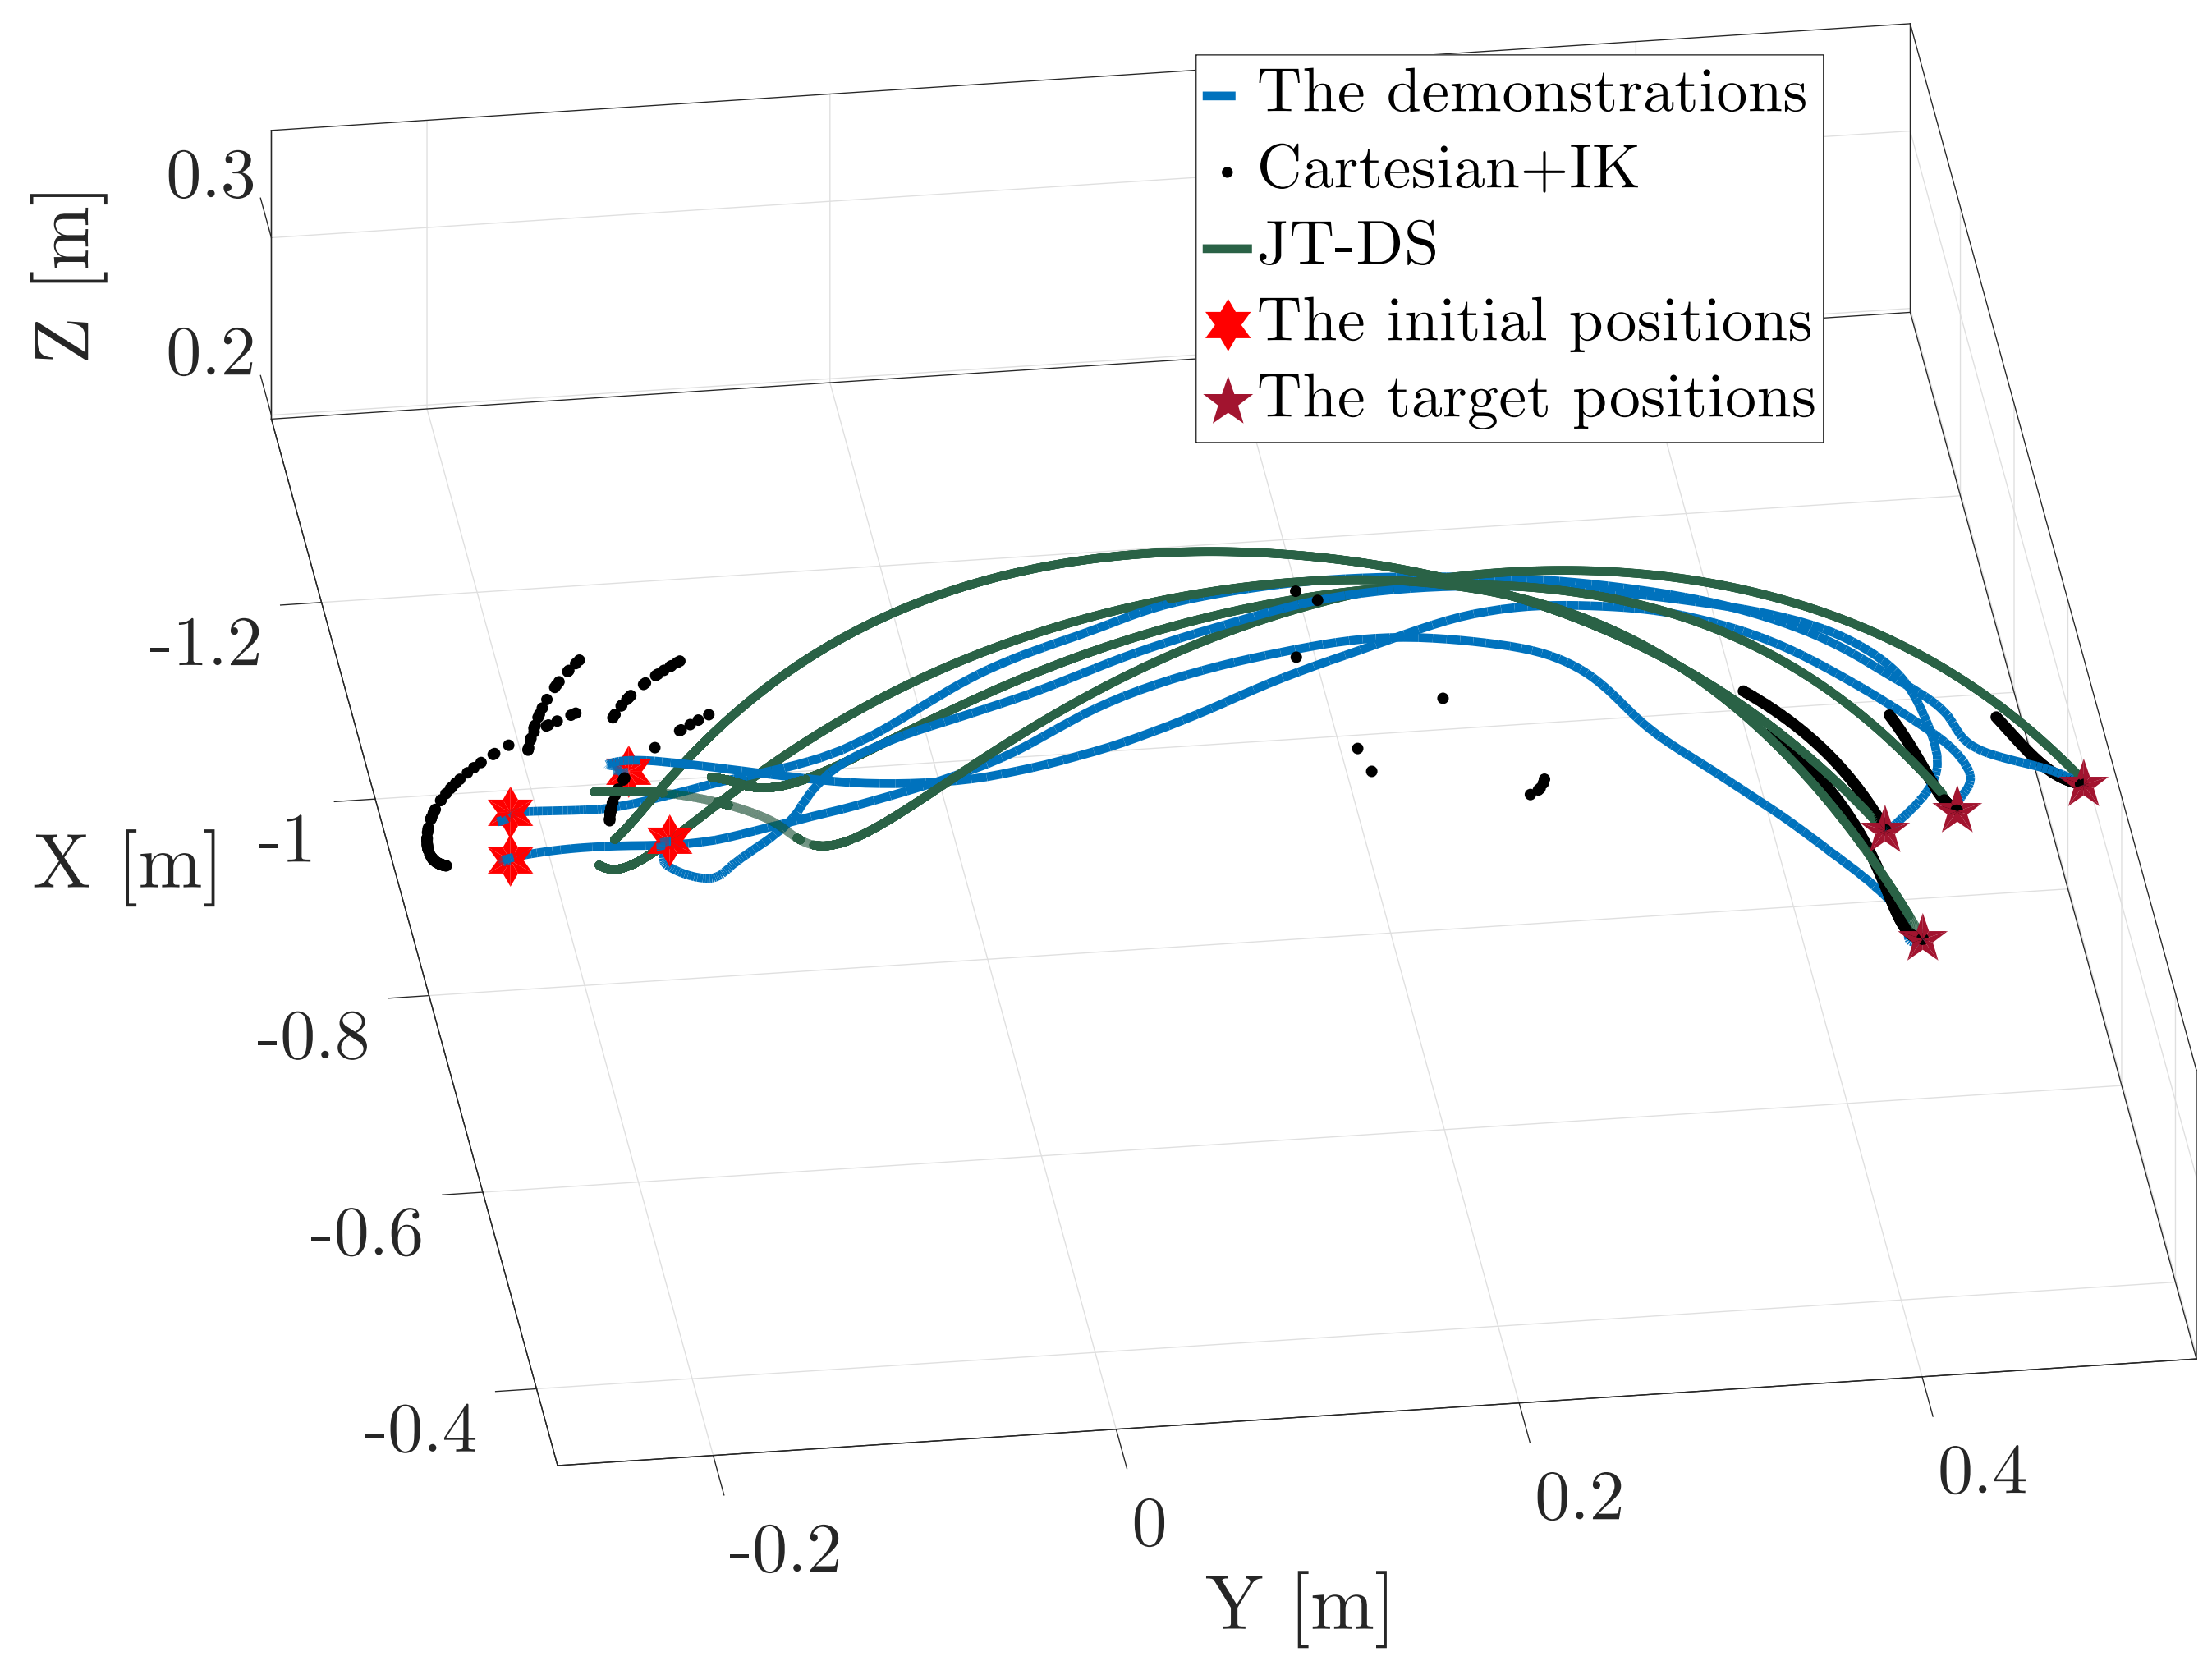 The demonstrations
Cartesian+IK
JT-DS
The initial positions
The target positions
Z [m]
0.3
0.2
X [m]
-1.2
-1
-0.8
-0.6
-0.4
-0.2
0
0.2
0.4
Y [m]